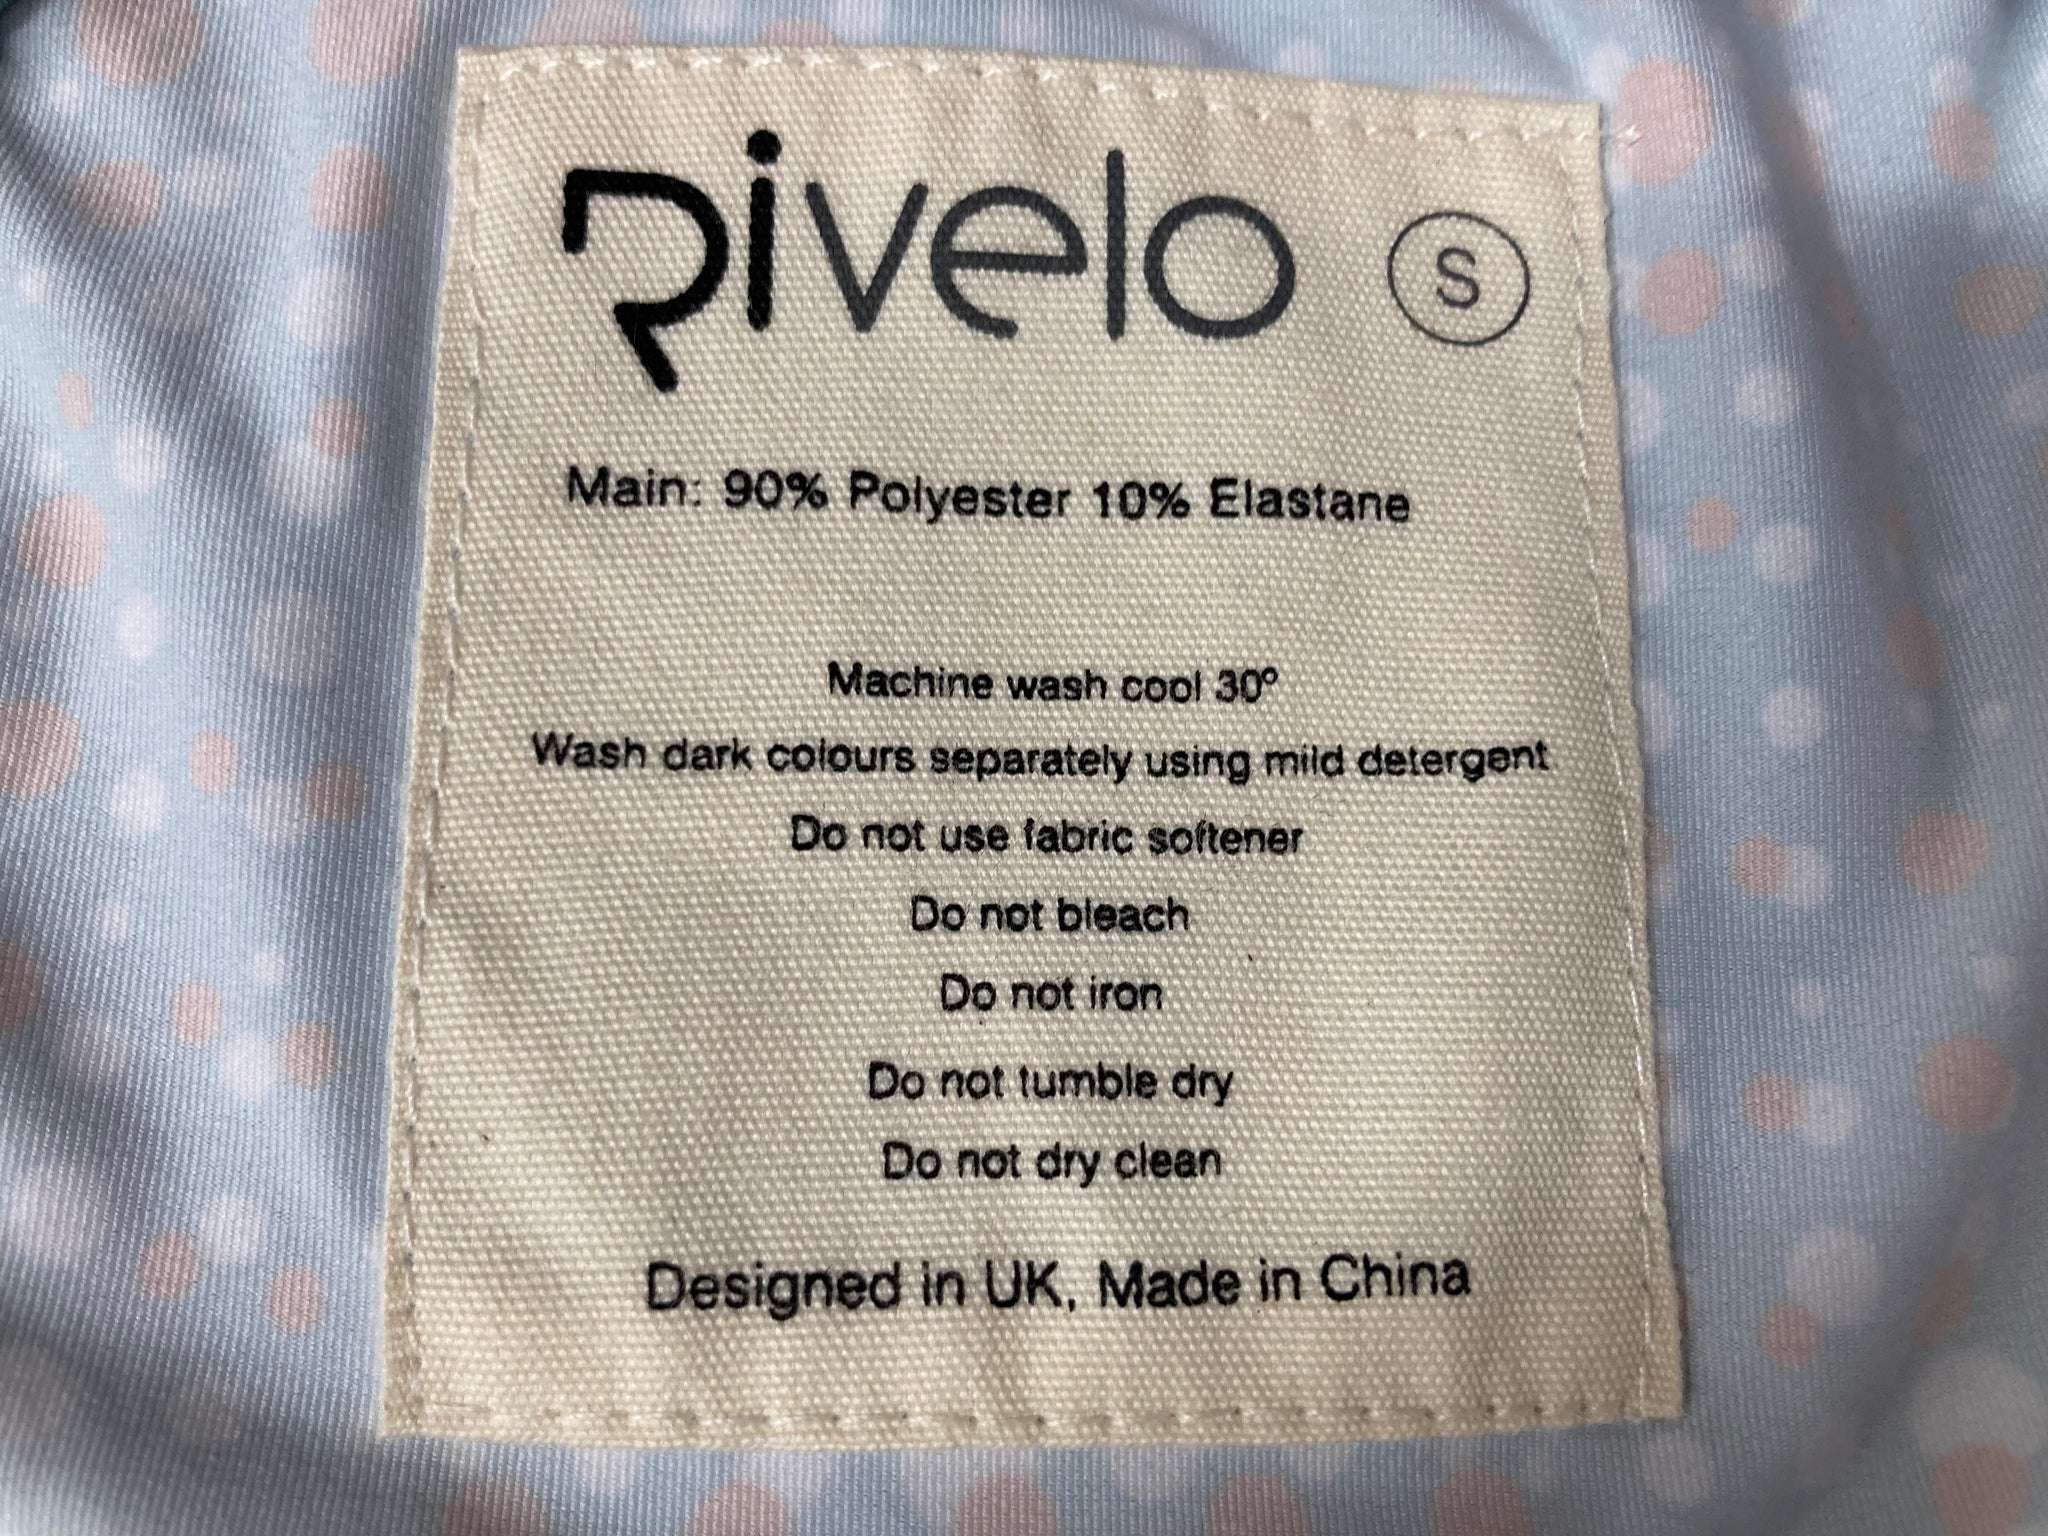 Rivelo S
Main: 90% Polyester 10% Elastane
Machine wash cool 30º
Wash dark colours separately using mild detergent
Do not use fabric softener
Do not bleach
Do not iron
Do not tumble dry
Do not dry clean
Designed in UK, Made in China